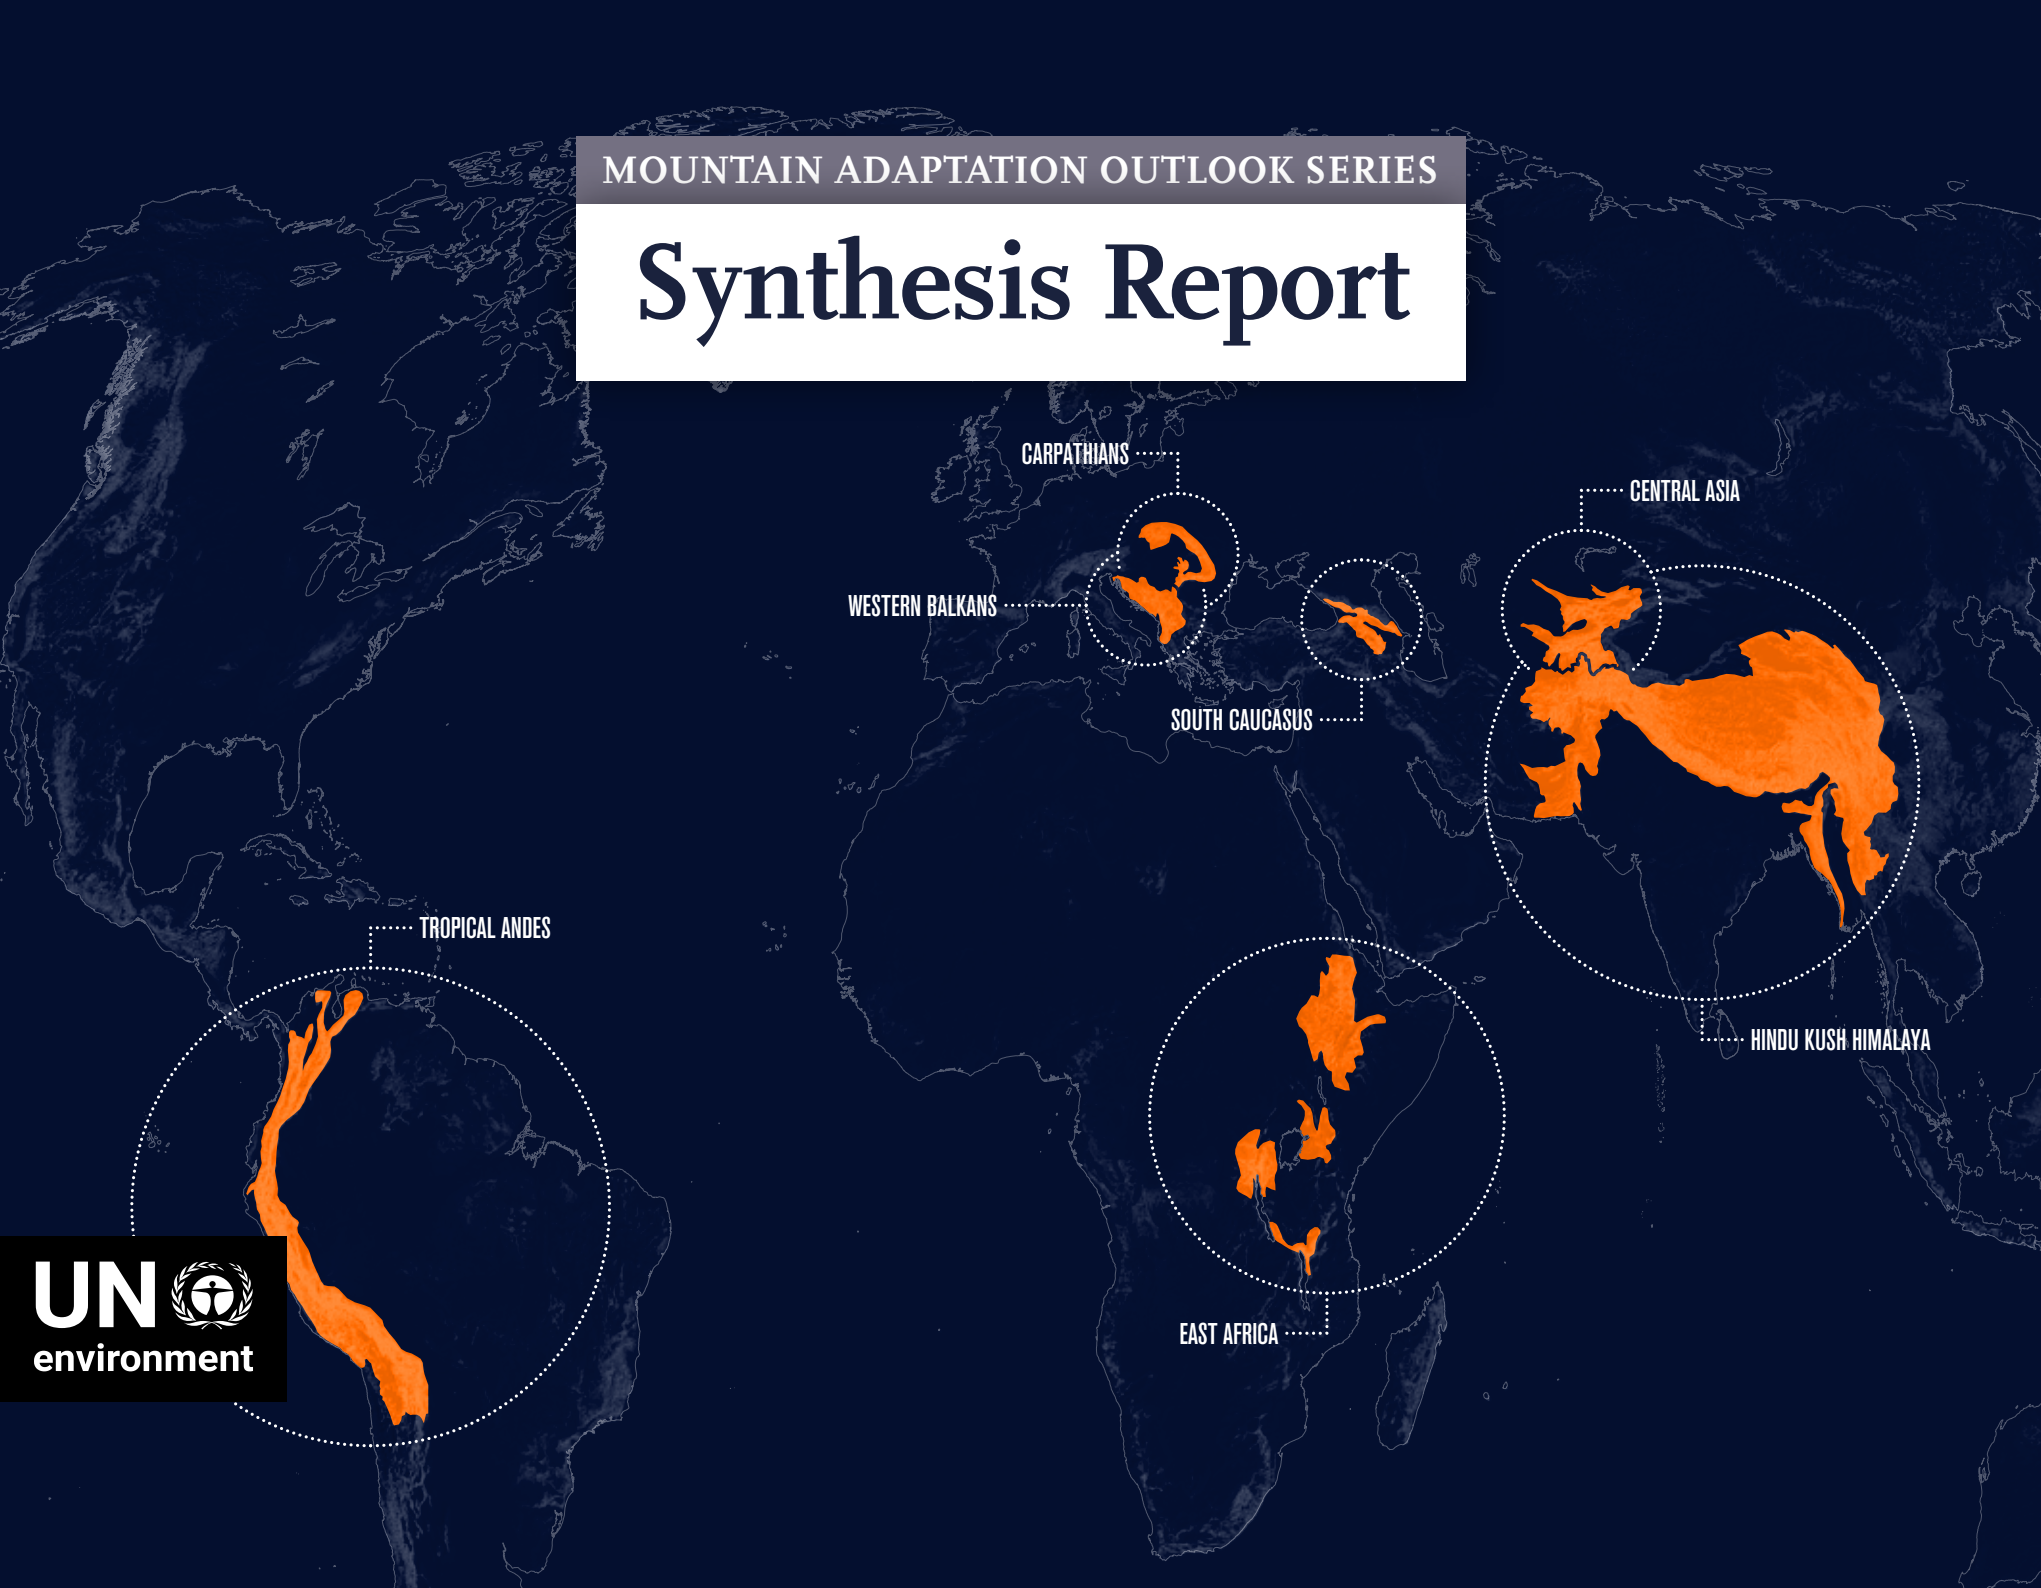 MOUNTAIN ADAPTATION OUTLOOK SERIES
Synthesis Report
CARPATHIANS
CENTRAL ASIA
WESTERN BALKANS
SOUTH CAUCASUS
TROPICAL ANDES
HINDU KUSH HIMALAYA
EAST AFRICA
UN
environment